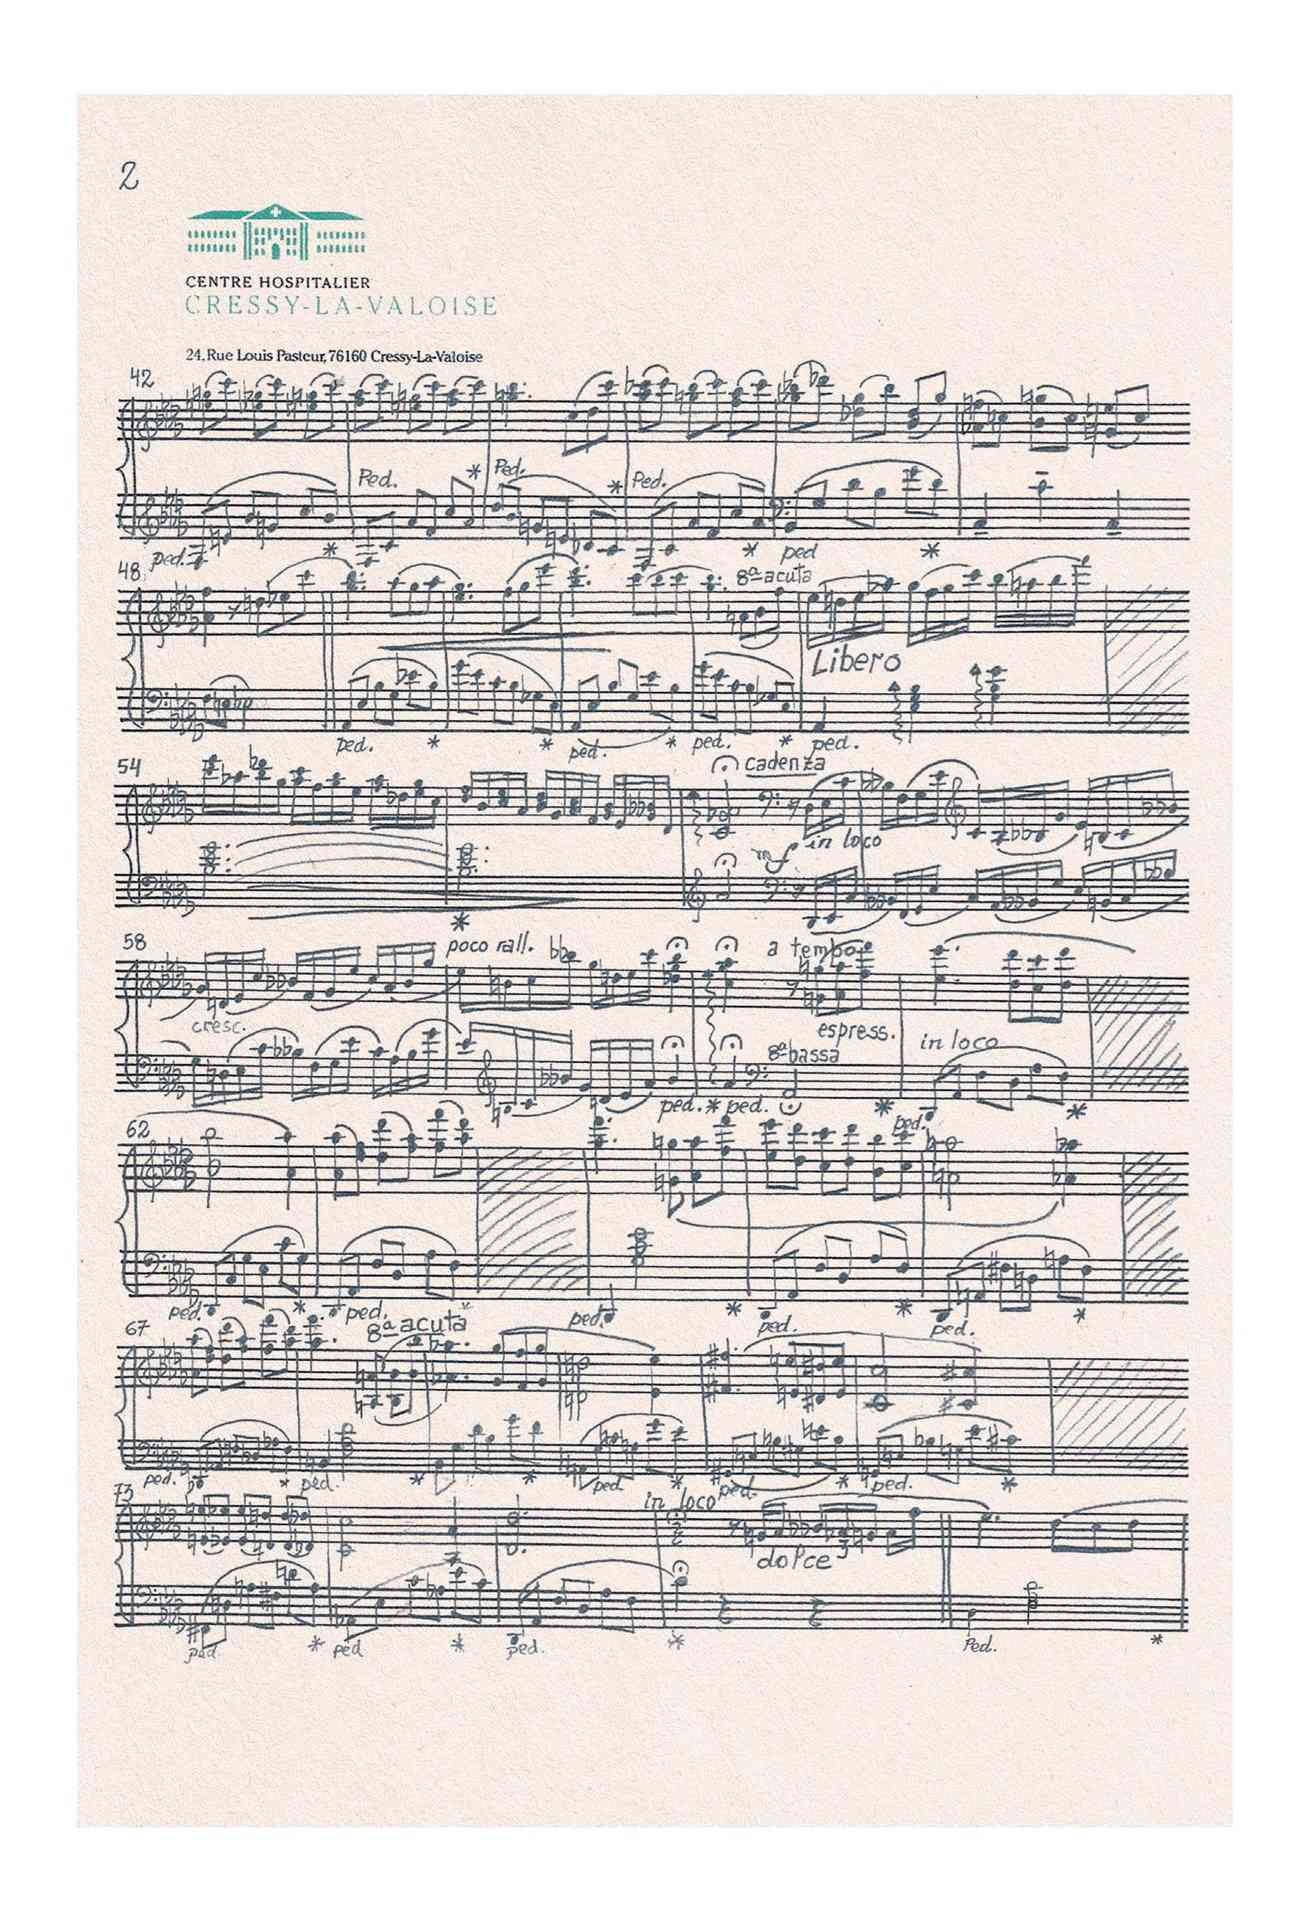 2
CENTRE HOSPITALIER
CRESSY-LA-VALOISE
24, Rue Louis Pasteur, 76160 Cressy-La-Valoise
42
Ped. * Ped. * Ped.
ped. * * ped *
48
8ª acuta
Libero
ped. * * ped. * ped. * ped.
54
cadenza
mf in loco
*
58
poco rall. a tempo
cresc. espress. in loco
8ª bassa
ped. * ped. * ped. *
62
ped. * ped. ped. * ped. * ped. *
67
8ª acuta
ped. * ped. * * ped. * ped. * ped. *
73
in loco
dolce 3
ped. * ped * ped. * Ped. *